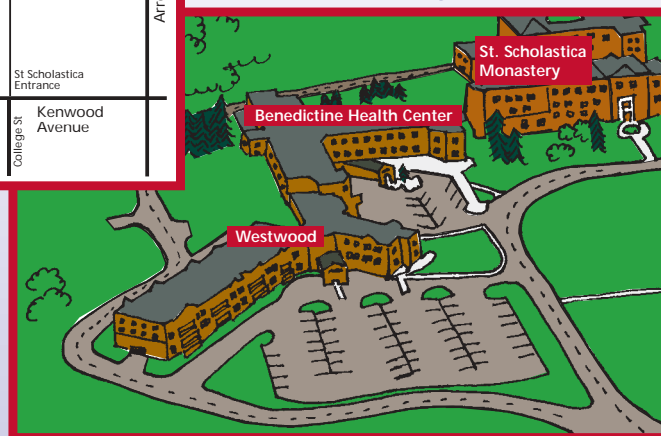 St Scholastica
Entrance
Kenwood
Avenue
College St
St. Scholastica
Monastery
Benedictine Health Center
Westwood